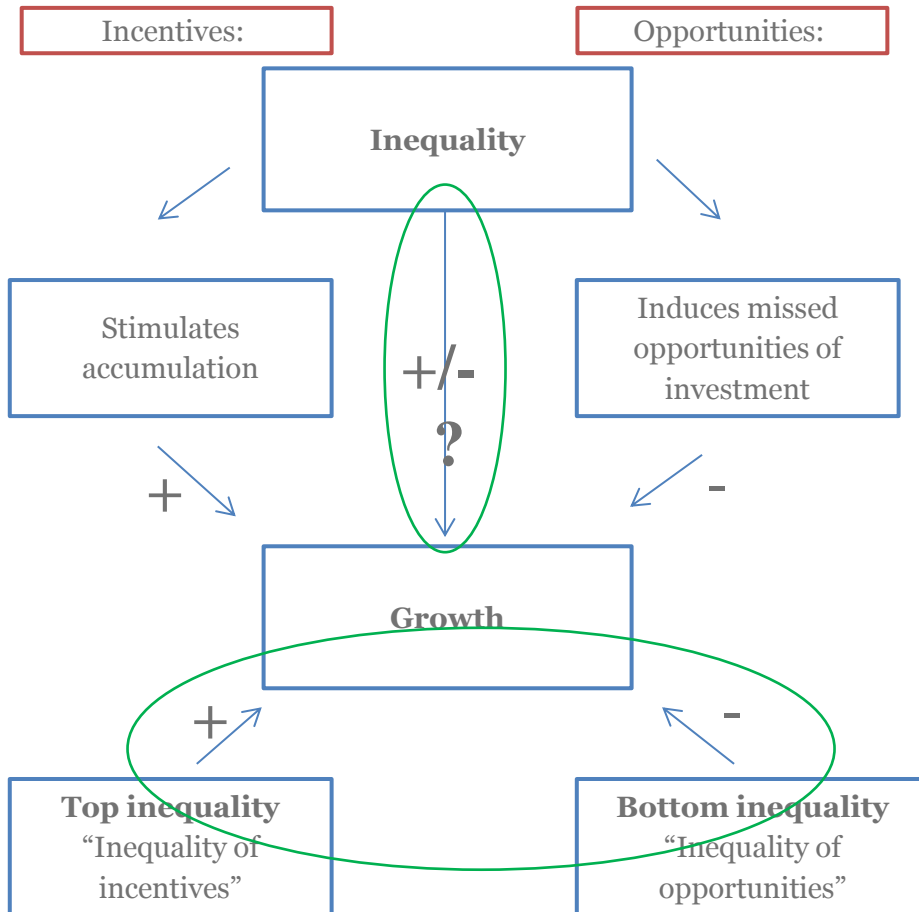 Incentives:
Opportunities:
Inequality
Stimulates
accumulation
Induces missed
opportunities of
investment
+/-
?
+
-
Growth
+
-
Top inequality
“Inequality of
incentives”
Bottom inequality
“Inequality of
opportunities”